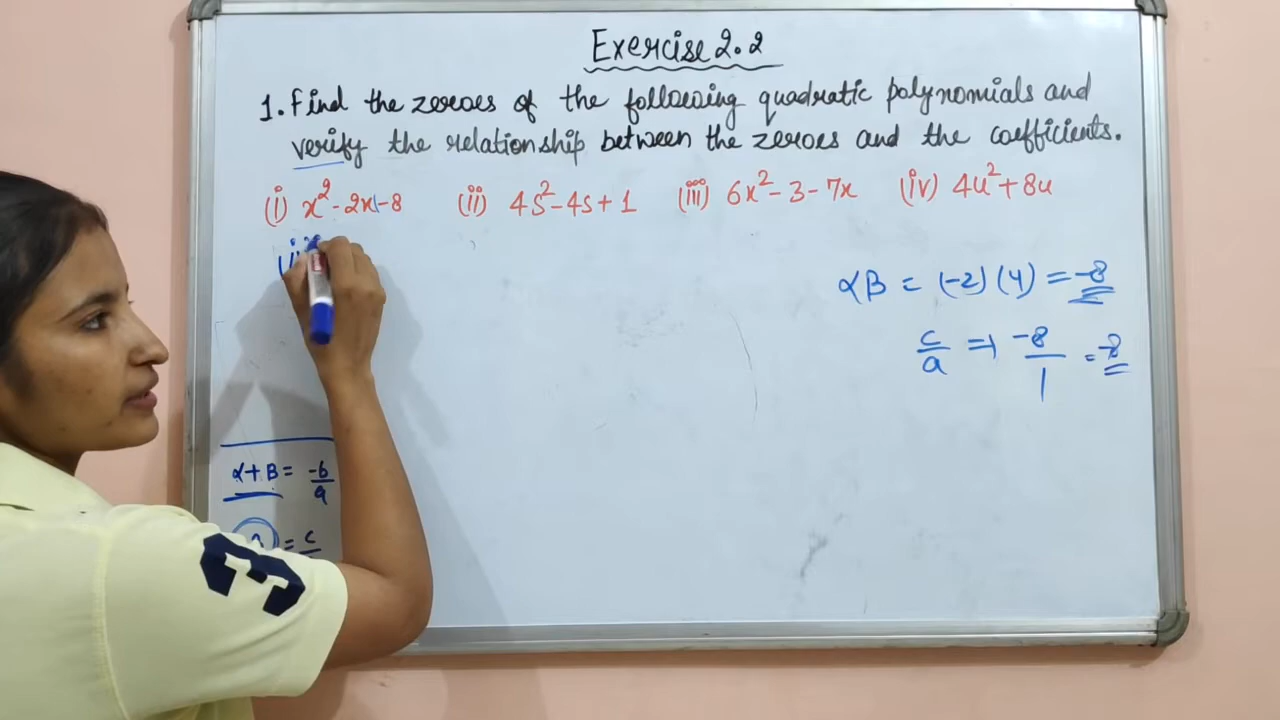 Exercise 2.2
1. Find the zeroes of the following quadratic polynomials and
verify the relationship between the zeroes and the coefficients.
(i) x² - 2x - 8 (ii) 4s² - 4s + 1 (iii) 6x² - 3 - 7x (iv) 4u² + 8u
αβ = (-2)(4) = -8
c/a = -8/1 = -8
α+β = -b/a
= c
3